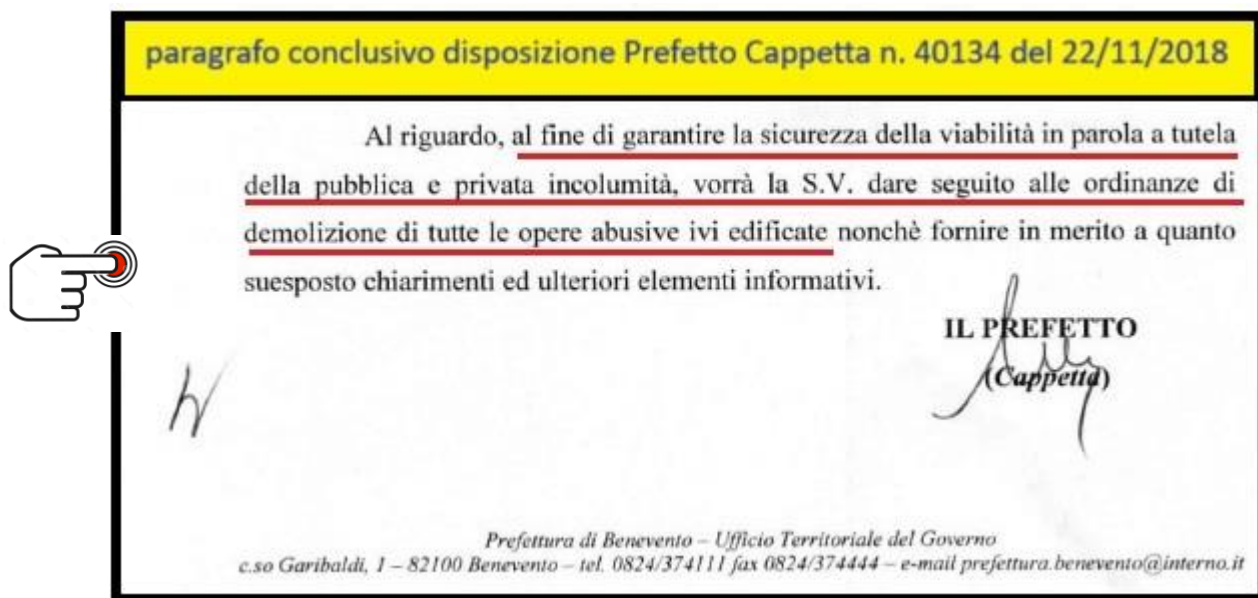 paragrafo conclusivo disposizione Prefetto Cappetta n. 40134 del 22/11/2018
Al riguardo, al fine di garantire la sicurezza della viabilità in parola a tutela
della pubblica e privata incolumità, vorrà la S.V. dare seguito alle ordinanze di
demolizione di tutte le opere abusive ivi edificate nonchè fornire in merito a quanto
suesposto chiarimenti ed ulteriori elementi informativi.
IL PREFETTO
(Cappetta)
Prefettura di Benevento – Ufficio Territoriale del Governo
c.so Garibaldi, 1 – 82100 Benevento – tel. 0824/374111 fax 0824/374444 – e-mail prefettura.benevento@interno.it